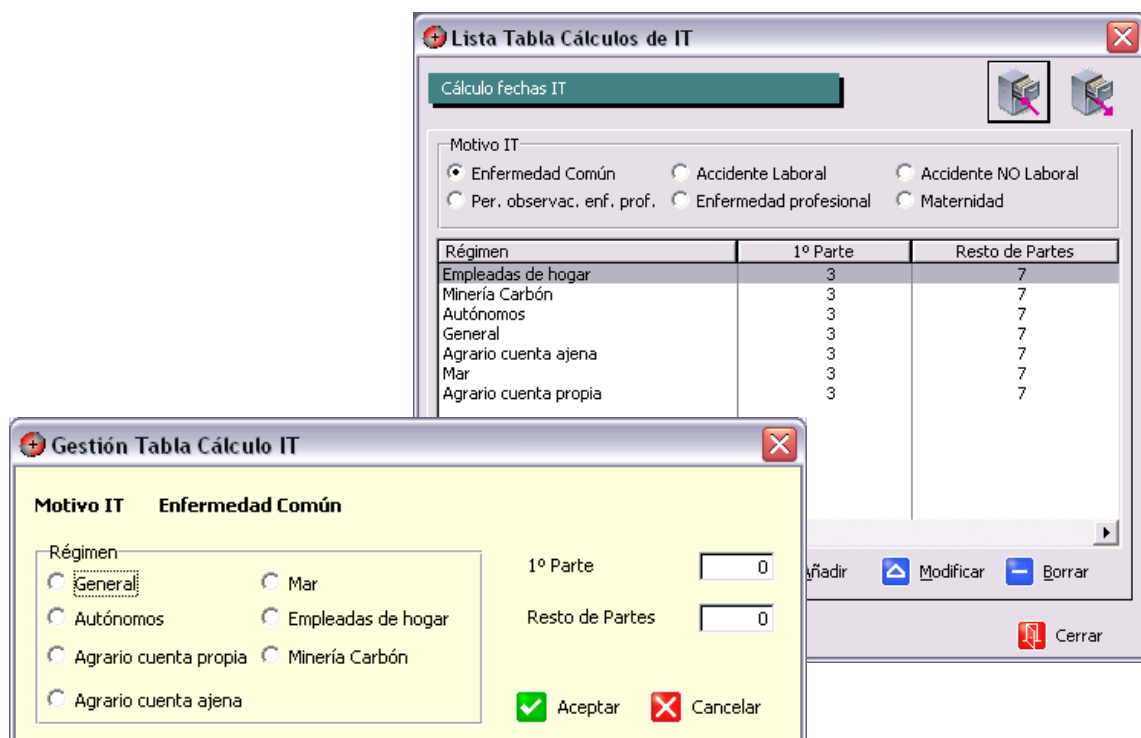 Lista Tabla Cálculos de IT
Cálculo fechas IT
Motivo IT
Enfermedad Común Accidente Laboral Accidente NO Laboral
Per. observac. enf. prof. Enfermedad profesional Maternidad
Régimen 1º Parte Resto de Partes
Empleadas de hogar 3 7
Minería Carbón 3 7
Autónomos 3 7
General 3 7
Agrario cuenta ajena 3 7
Mar 3 7
Agrario cuenta propia 3 7
Añadir Modificar Borrar
Cerrar
Gestión Tabla Cálculo IT
Motivo IT Enfermedad Común
Régimen
General Mar
Autónomos Empleadas de hogar
Agrario cuenta propia Minería Carbón
Agrario cuenta ajena
1º Parte 0
Resto de Partes 0
Aceptar Cancelar